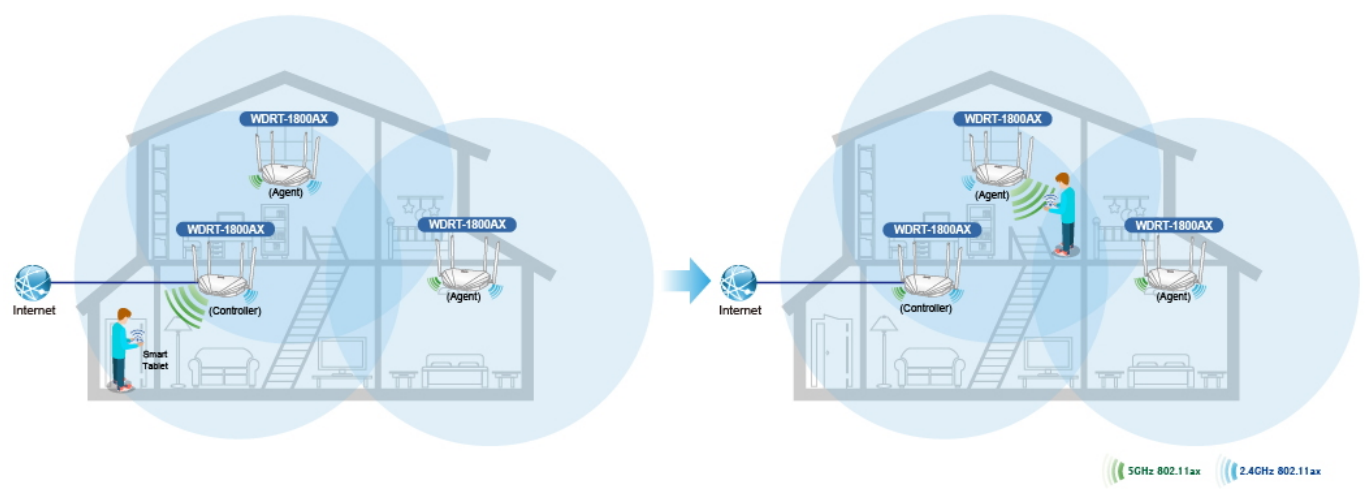 WDRT-1800AX
(Agent)
WDRT-1800AX
(Controller)
WDRT-1800AX
(Agent)
Internet
Smart
Tablet
WDRT-1800AX
(Agent)
WDRT-1800AX
(Controller)
WDRT-1800AX
(Agent)
Internet
5GHz 802.11ax
2.4GHz 802.11ax